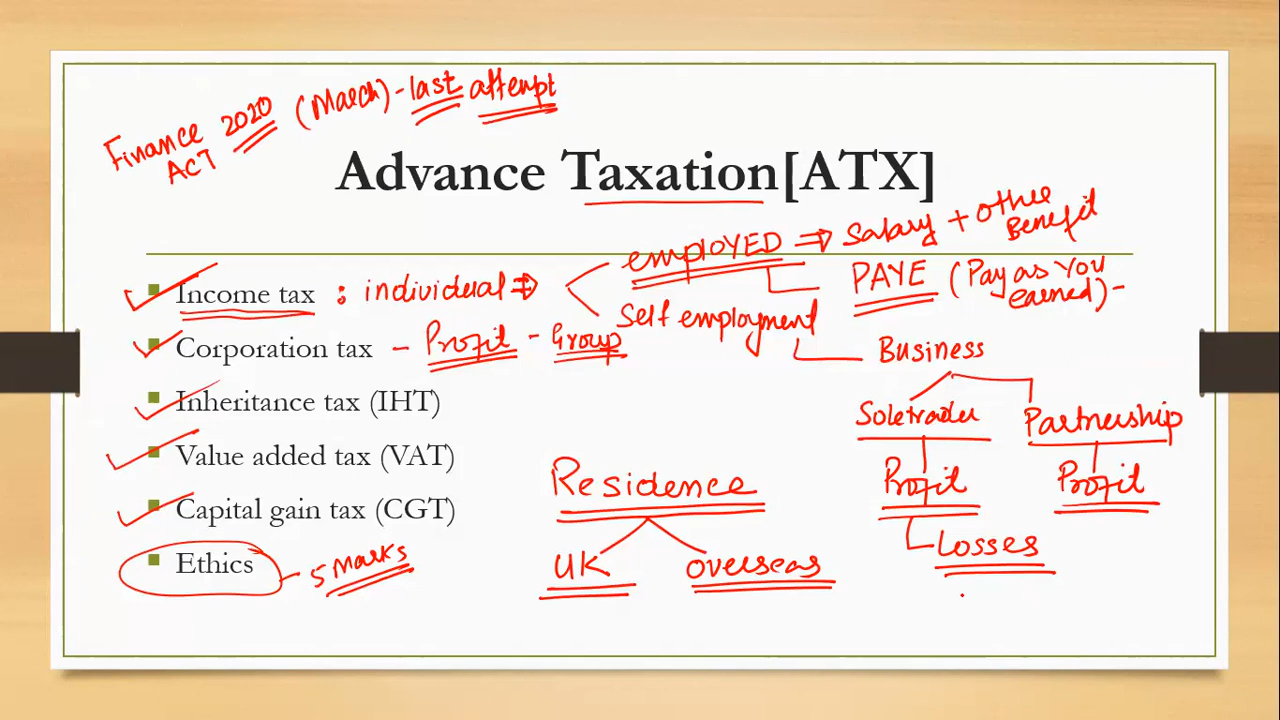 Finance 2020 (March) - last attempt
ACT
Advance Taxation[ATX]
Income tax : individual ⇒ employed ⇒ Salary + other Benefit
PAYE (Pay as You earned) -
Self employment
Corporation tax - Profit - Group
Business
Inheritance tax (IHT)
Soletrader Partnership
Value added tax (VAT)
Residence Profit Profit
Capital gain tax (CGT)
Losses
Ethics - 5 Marks
UK overseas